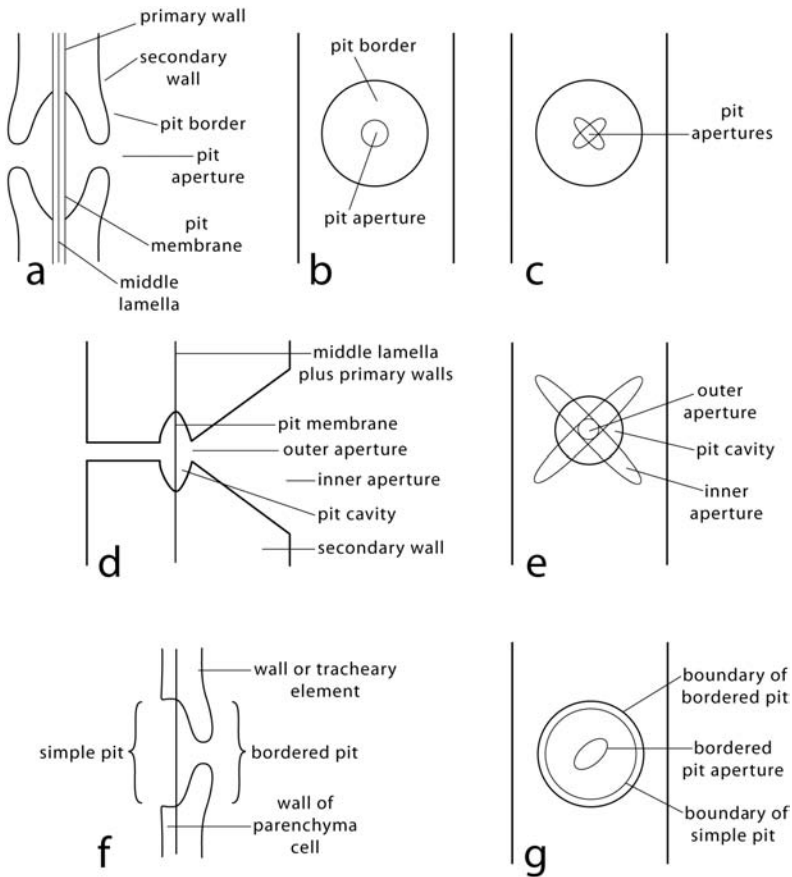 primary wall
secondary
wall
pit border
pit
aperture
pit
membrane
middle
lamella
a
pit border
pit aperture
b
pit
apertures
c
middle lamella
plus primary walls
pit membrane
outer aperture
inner aperture
pit cavity
secondary wall
d
outer
aperture
pit cavity
inner
aperture
e
wall or tracheary
element
simple pit
bordered pit
wall of
parenchyma
cell
f
boundary of
bordered pit
bordered
pit aperture
boundary of
simple pit
g